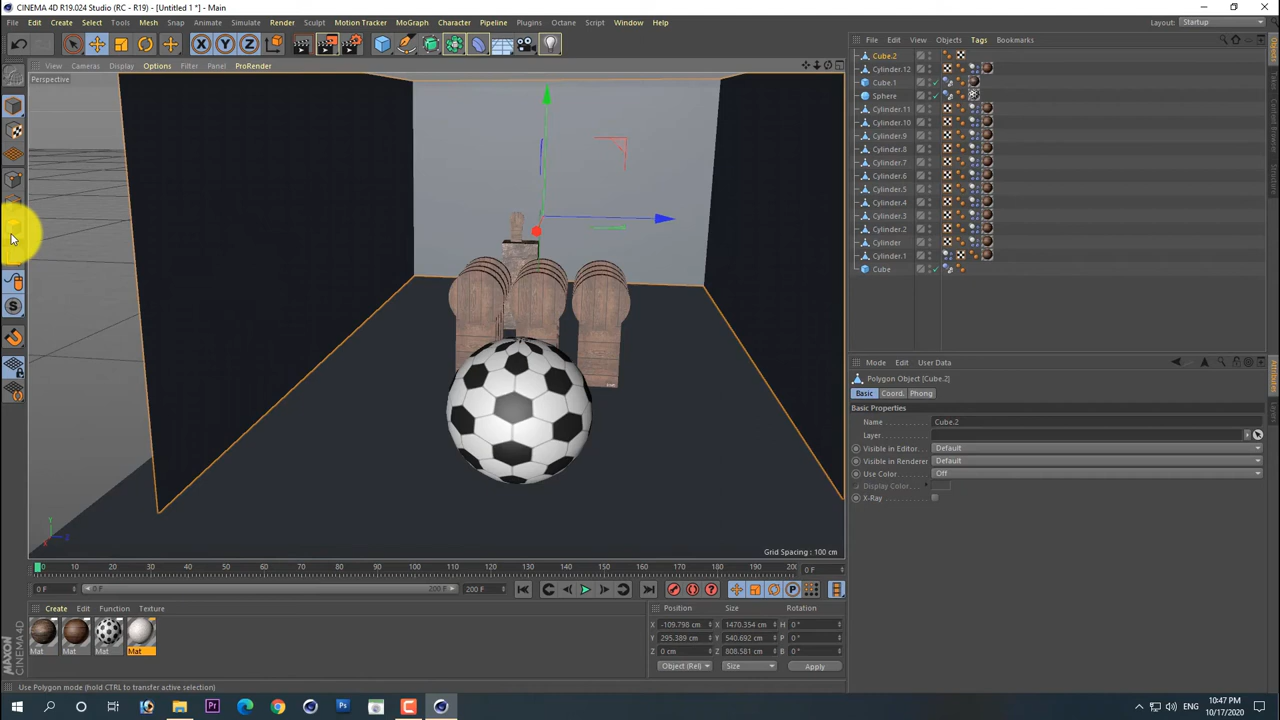 CINEMA 4D R19.024 Studio (RC - R19) - [Untitled 1 *] - Main
File Edit Create Select Tools Mesh Snap Animate Simulate Render Sculpt Motion Tracker MoGraph Character Pipeline Plugins Octane Script Window Help
Layout: Startup
X Y Z
File Edit View Objects Tags Bookmarks
View Cameras Display Options Filter Panel ProRender
Perspective
Cube.2
Cylinder.12
Cube.1
Sphere
Cylinder.11
Cylinder.10
Cylinder.9
Cylinder.8
Cylinder.7
Cylinder.6
Cylinder.5
Cylinder.4
Cylinder.3
Cylinder.2
Cylinder
Cylinder.1
Cube
Objects
Content Browser
Structure
Mode Edit User Data
Polygon Object [Cube.2]
Basic Coord. Phong
Basic Properties
Name Cube.2
Layer
Visible in Editor Default
Visible in Renderer Default
Use Color Off
Display Color
X-Ray
Attributes
Layers
Y
Z
X
Grid Spacing : 100 cm
0 10 20 30 40 50 60 70 80 90 100 110 120 130 140 150 160 170 180 190 200
0 F
0 F 0 F 200 F 200 F
P
Create Edit Function Texture
Mat Mat Mat Mat
Position Size Rotation
X -109.798 cm X 1470.354 cm H 0 °
Y 295.389 cm Y 540.692 cm P 0 °
Z 0 cm Z 808.581 cm B 0 °
Object (Rel) Size Apply
MAXON
CINEMA 4D
Use Polygon mode (hold CTRL to transfer active selection)
Pr
Ps
ENG
10:47 PM
10/17/2020